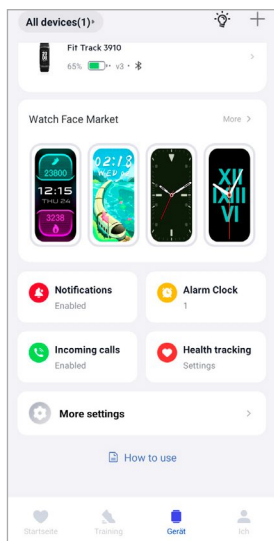 All devices(1)
Fit Track 3910
65% v3
Watch Face Market
More >
23800
12:15
THU 24
3238
02:18
WED
XII
IXIII
VI
Notifications
Enabled
Alarm Clock
1
Incoming calls
Enabled
Health tracking
Settings
More settings
How to use
Startseite
Training
Gerät
Ich